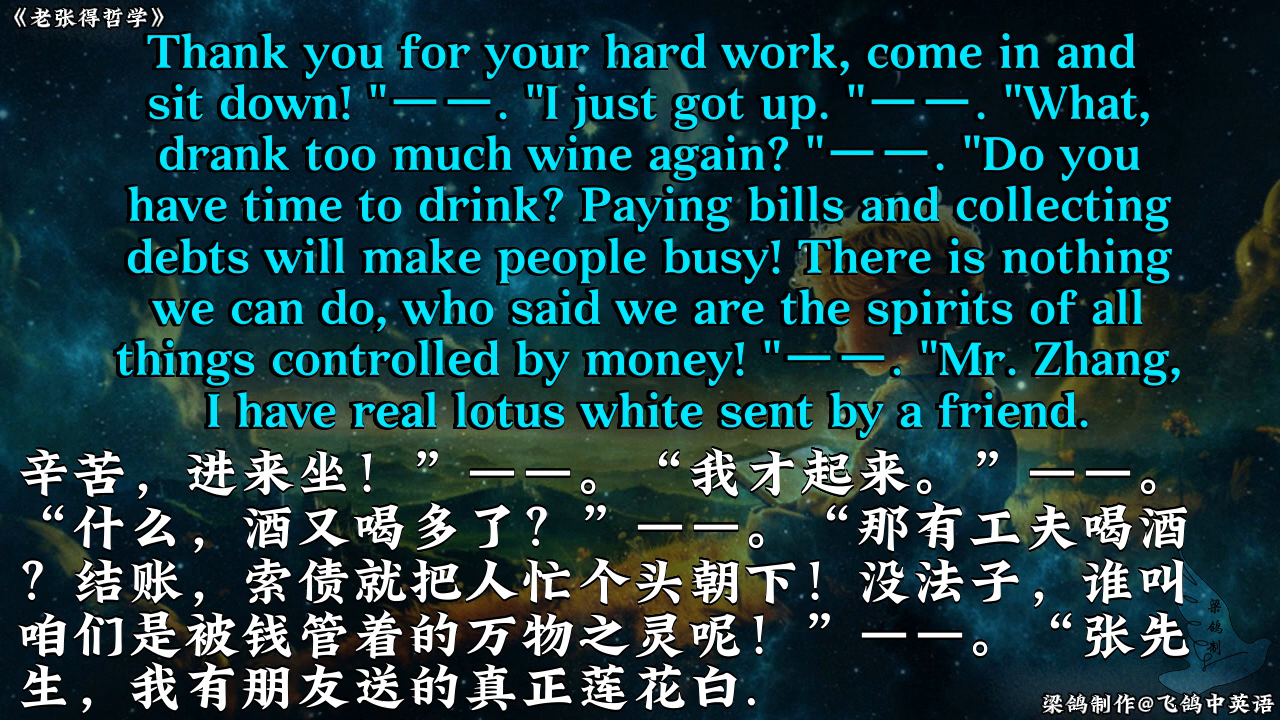 《老张得哲学》
Thank you for your hard work, come in and
sit down! "——. "I just got up. "——. "What,
drank too much wine again? "——. "Do you
have time to drink? Paying bills and collecting
debts will make people busy! There is nothing
we can do, who said we are the spirits of all
things controlled by money! "——. "Mr. Zhang,
I have real lotus white sent by a friend.
辛苦，进来坐！”——。“我才起来。”——。
“什么，酒又喝多了？”——。“那有工夫喝酒
？结账，索债就把人忙个头朝下！没法子，谁叫
咱们是被钱管着的万物之灵呢！”——。“张先
生，我有朋友送的真正莲花白.
梁鸽制
梁鸽制作@飞鸽中英语